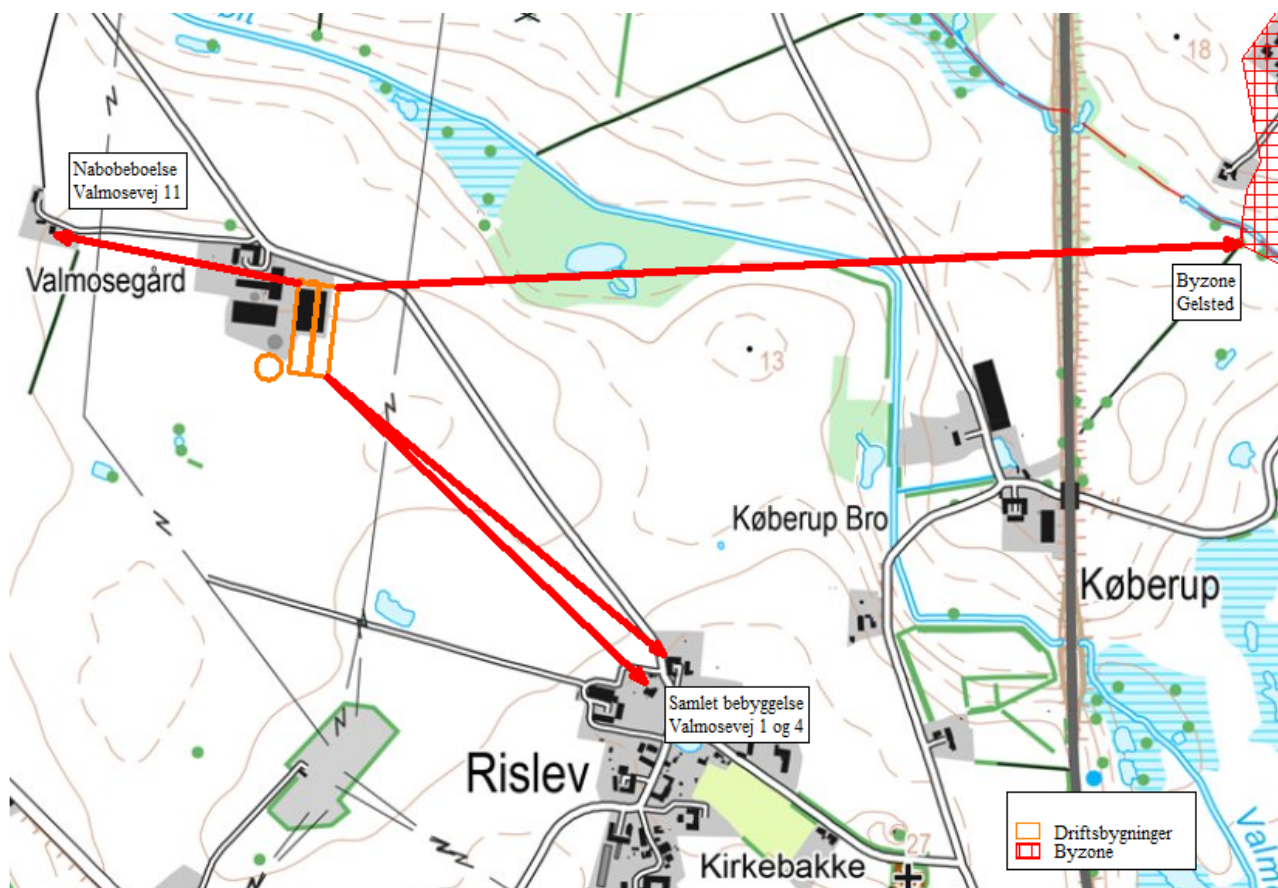 18
Nabobeboelse
Valmosevej 11
Valmosegård
Byzone
Gelsted
13
Køberup Bro
Køberup
Samlet bebyggelse
Valmosevej 1 og 4
Rislev
Kirkebakke
27
Valm
Driftsbygninger
Byzone